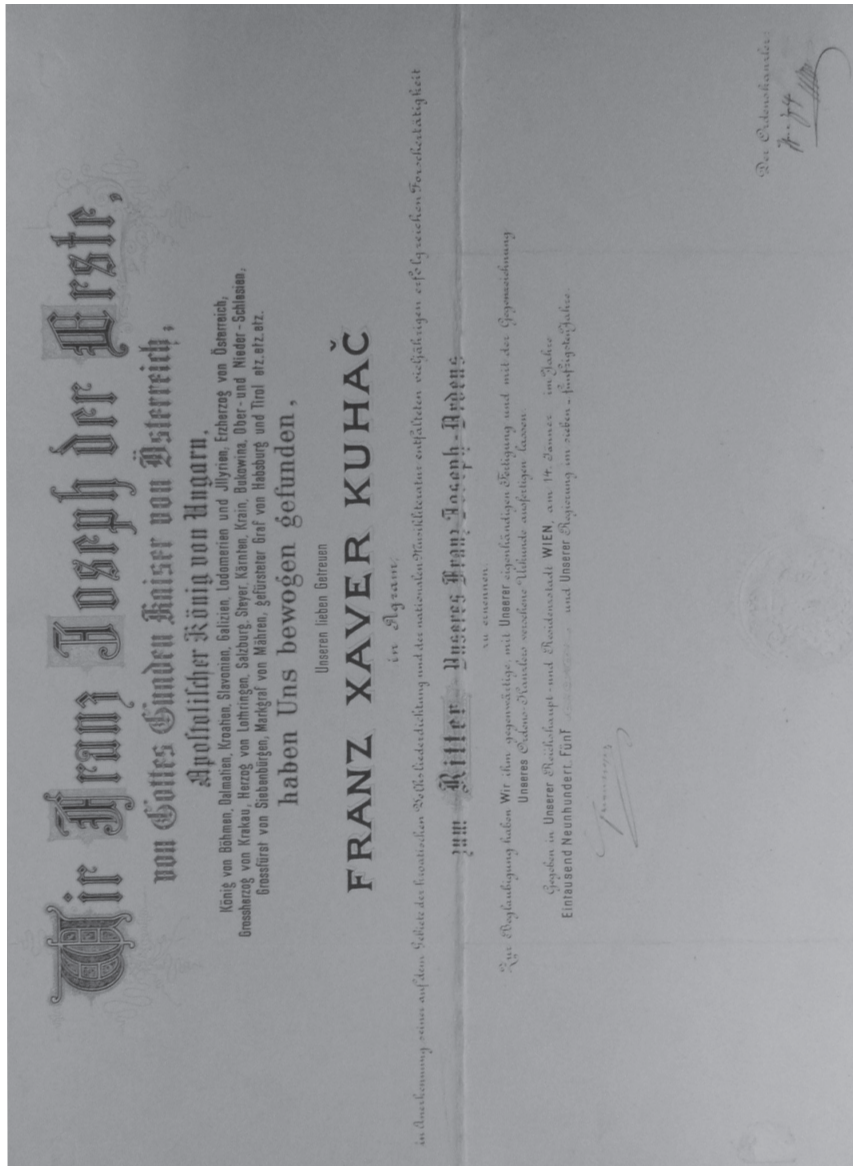 Wir Franz Joseph der Erste,
von Gottes Gnaden Kaiser von Österreich,
Apostolischer König von Ungarn,
König von Böhmen, Dalmatien, Kroatien, Slavonien, Galizien, Lodomerien und Jllyrien, Erzherzog von Österreich,
Grossherzog von Krakau, Herzog von Lothringen, Salzburg, Steyer, Kärnten, Krain, Bukowina, Ober- und Nieder-Schlesien,
Grossfürst von Siebenbürgen, Markgraf von Mähren, gefürsteter Graf von Habsburg und Tirol etz.etz.etz.
haben Uns bewogen gefunden,
Unseren lieben Getreuen
FRANZ XAVER KUHAČ
in Agram:
in Anerkennung seiner auf dem Gebiete der kroatischen Volksliederdichtung und der nationalen Musikliteratur entfalteten vieljährigen erfolgreichen Forschertätigkeit
zum Ritter Unseres Franz-Joseph-Ordens
zu ernennen.
Zur Beglaubigung haben Wir ihm gegenwärtige, mit Unserer eigenhändigen Fertigung und mit der Gegenzeichnung
Unseres Ordens-Kanzlers versehene Urkunde ausfertigen lassen.
Gegeben in Unserer Reichshaupt- und Residenzstadt WIEN, am 14. Jänner im Jahre
Eintausend Neunhundert Fünf und Unserer Regierung im sieben-fünfzigsten Jahre.
Der Ordenskanzler: